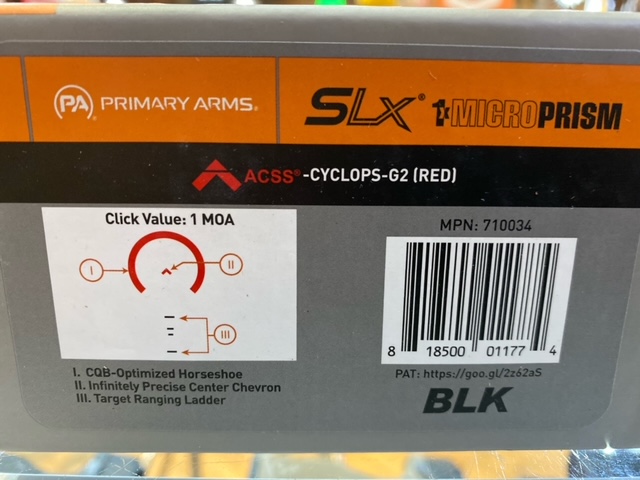 PA PRIMARY ARMS®
SLx® 1x MICROPRISM
ACSS®-CYCLOPS-G2 (RED)
Click Value: 1 MOA
I
II
III
I. CQB-Optimized Horseshoe
II. Infinitely Precise Center Chevron
III. Target Ranging Ladder
MPN: 710034
8 18500 01177 4
PAT: https://goo.gl/2z62aS
BLK